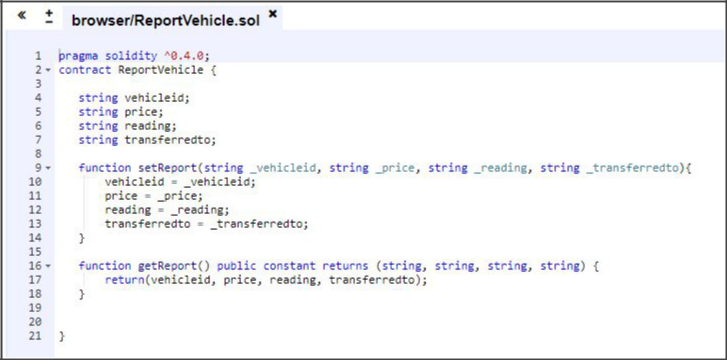 browser/ReportVehicle.sol
1 pragma solidity ^0.4.0;
2 contract ReportVehicle {
3
4 string vehicleid;
5 string price;
6 string reading;
7 string transferredto;
8
9 function setReport(string _vehicleid, string _price, string _reading, string _transferredto){
10 vehicleid = _vehicleid;
11 price = _price;
12 reading = _reading;
13 transferredto = _transferredto;
14 }
15
16 function getReport() public constant returns (string, string, string, string) {
17 return(vehicleid, price, reading, transferredto);
18 }
19
20
21 }